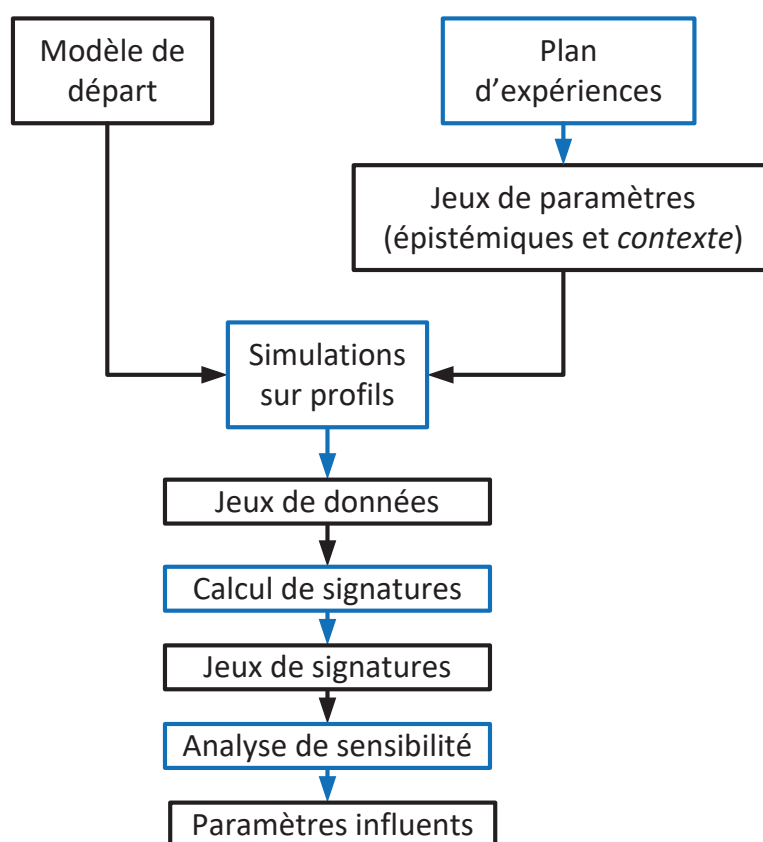 Modèle de
départ
Plan
d’expériences
Jeux de paramètres
(épistémiques et contexte)
Simulations
sur profils
Jeux de données
Calcul de signatures
Jeux de signatures
Analyse de sensibilité
Paramètres influents